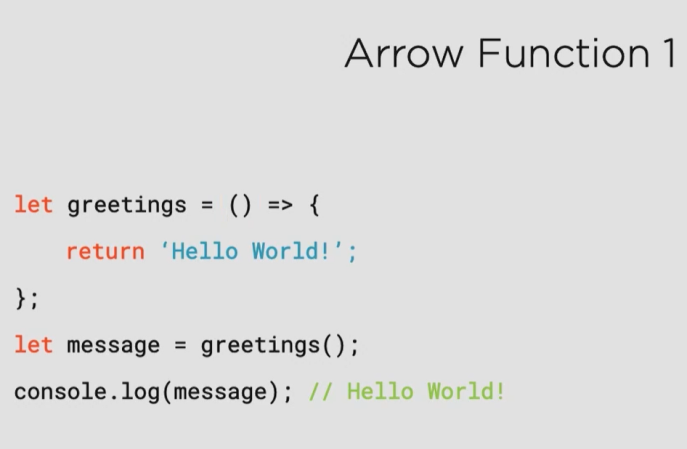 Arrow Function 1
let greetings = () => {
    return ‘Hello World!’;
};
let message = greetings();
console.log(message); // Hello World!